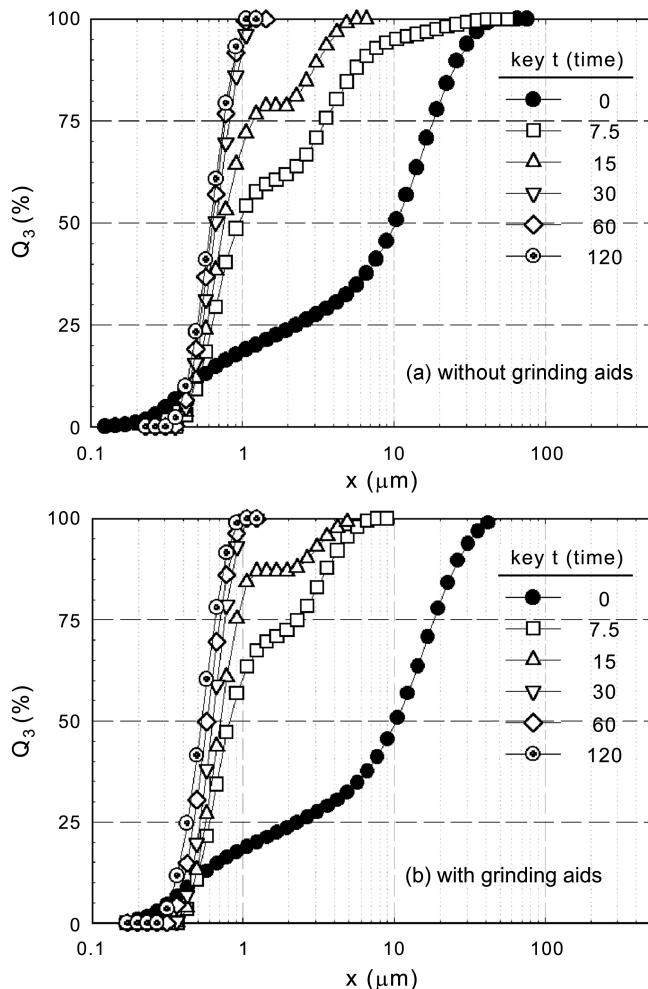 100
75
50
25
0
Q3 (%)
key t (time)
0
7.5
15
30
60
120
(a) without grinding aids
0.1 1 10 100
x (μm)
100
75
50
25
0
Q3 (%)
key t (time)
0
7.5
15
30
60
120
(b) with grinding aids
0.1 1 10 100
x (μm)